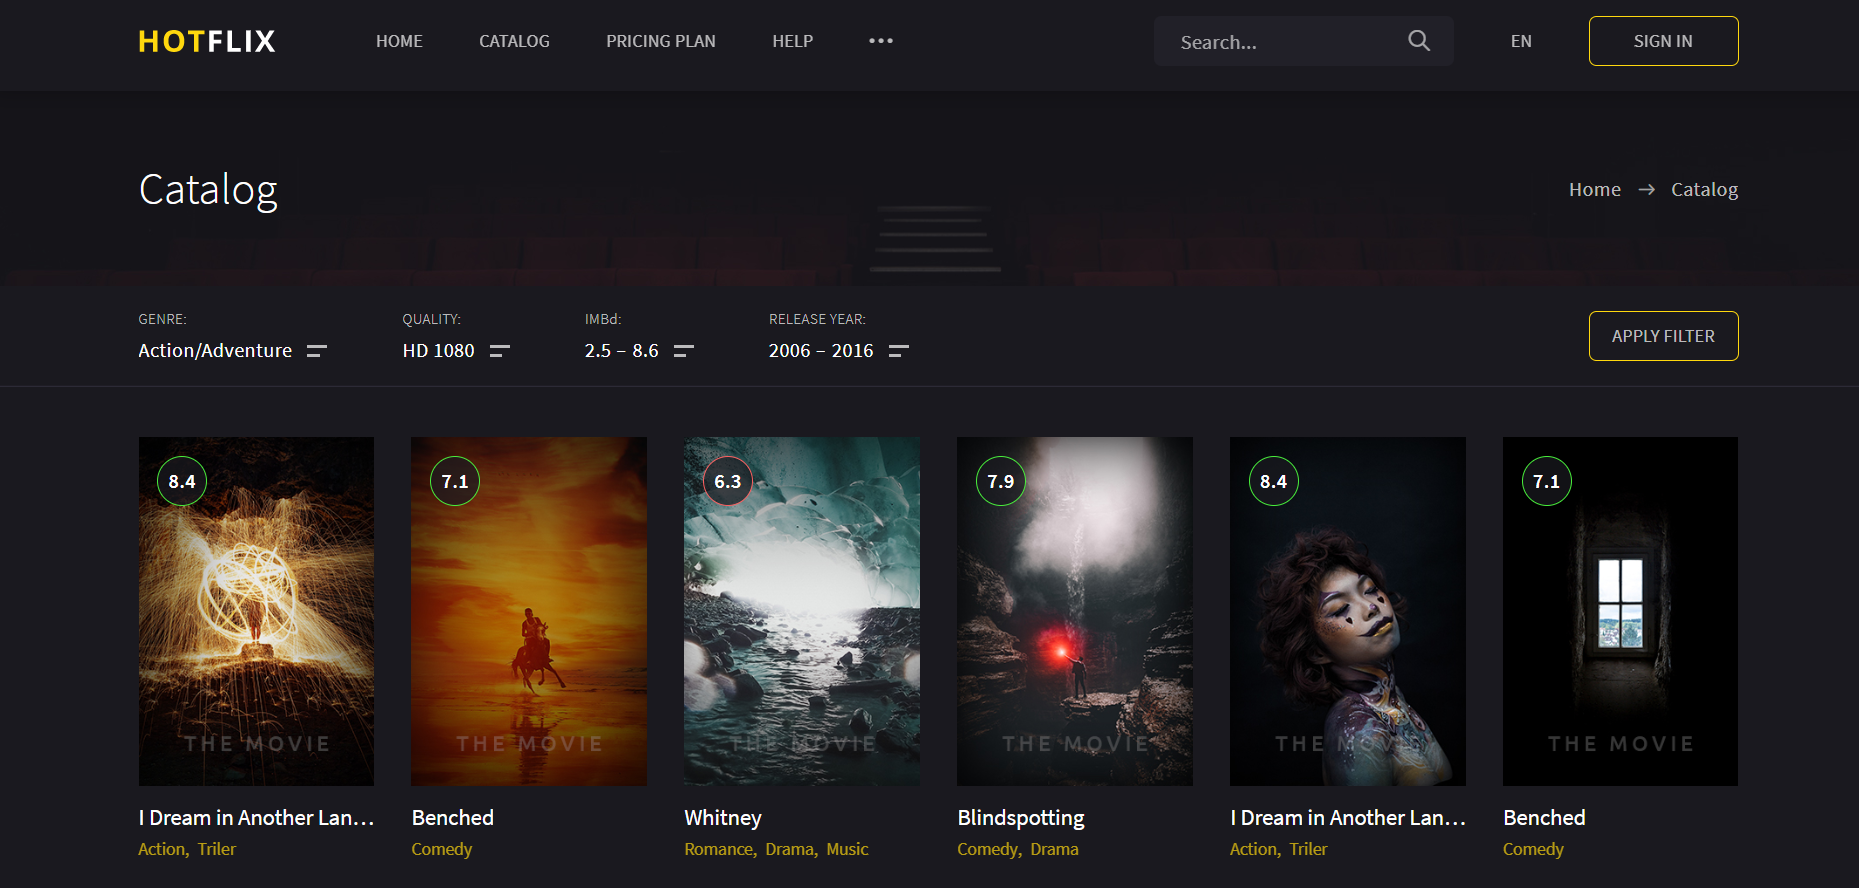 HOTFLIX HOME CATALOG PRICING PLAN HELP Search... EN SIGN IN
Catalog Home → Catalog
GENRE: QUALITY: IMBd: RELEASE YEAR:
Action/Adventure HD 1080 2.5 – 8.6 2006 – 2016 APPLY FILTER
8.4 7.1 6.3 7.9 8.4 7.1
THE MOVIE THE MOVIE THE MOVIE THE MOVIE THE MOVIE THE MOVIE
I Dream in Another Lan... Benched Whitney Blindspotting I Dream in Another Lan... Benched
Action, Triler Comedy Romance, Drama, Music Comedy, Drama Action, Triler Comedy